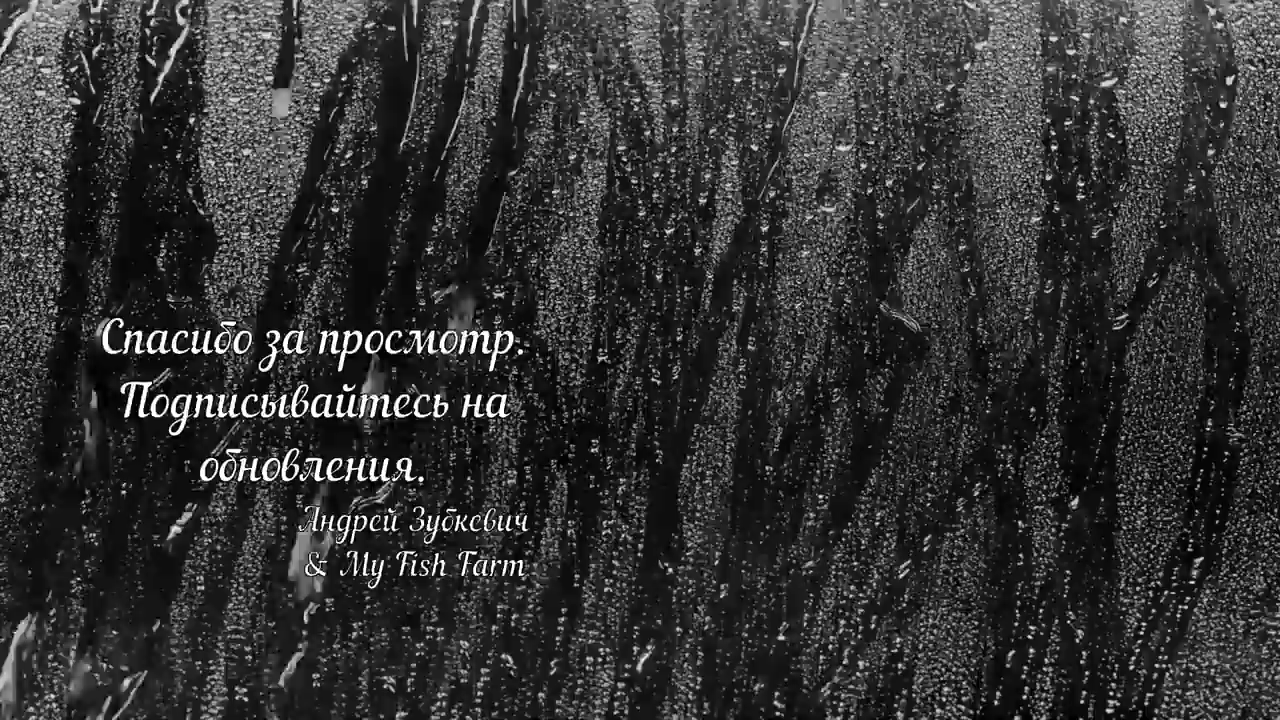 Спасибо за просмотр.
Подписывайтесь на
обновления.
Андрей Зубкевич
& My Fish Farm